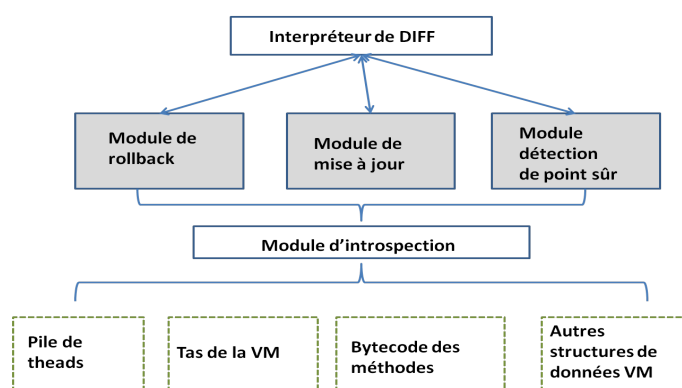 Interpréteur de DIFF
Module de
rollback
Module de
mise à jour
Module
détection
de point sûr
Module d'introspection
Pile de
theads
Tas de la VM
Bytecode des
méthodes
Autres
structures de
données VM